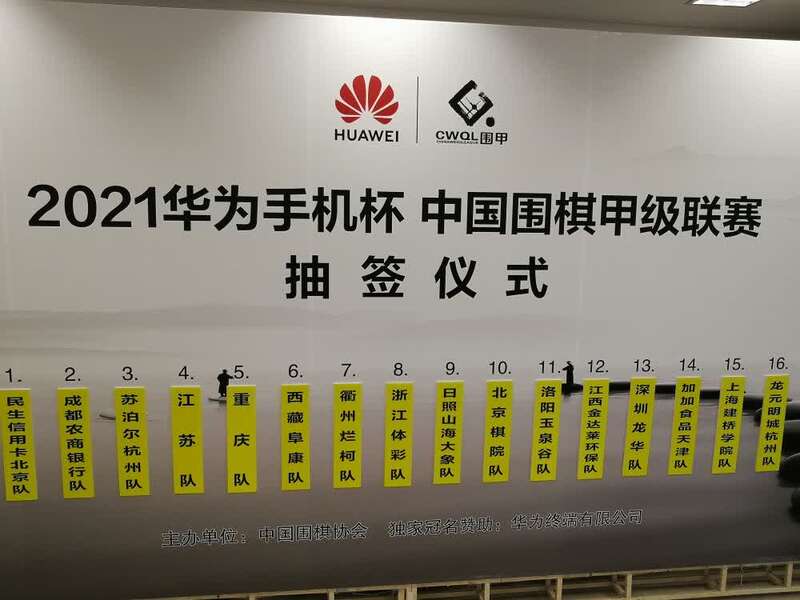 HUAWEI
CWQL围甲
2021华为手机杯 中国围棋甲级联赛
抽签仪式
1. 2. 3. 4. 5. 6. 7. 8. 9. 10. 11. 12. 13. 14. 15. 16.
民生信用卡北京队
成都农商银行队
苏泊尔杭州队
江苏队
重庆队
西藏阜康队
衢州烂柯队
浙江体彩队
日照山海大象队
北京棋院队
洛阳玉泉谷队
江西金达莱环保队
深圳龙华队
加加食品天津队
上海建桥学院队
龙元明城杭州队
主办单位：中国围棋协会 独家冠名赞助：华为终端有限公司